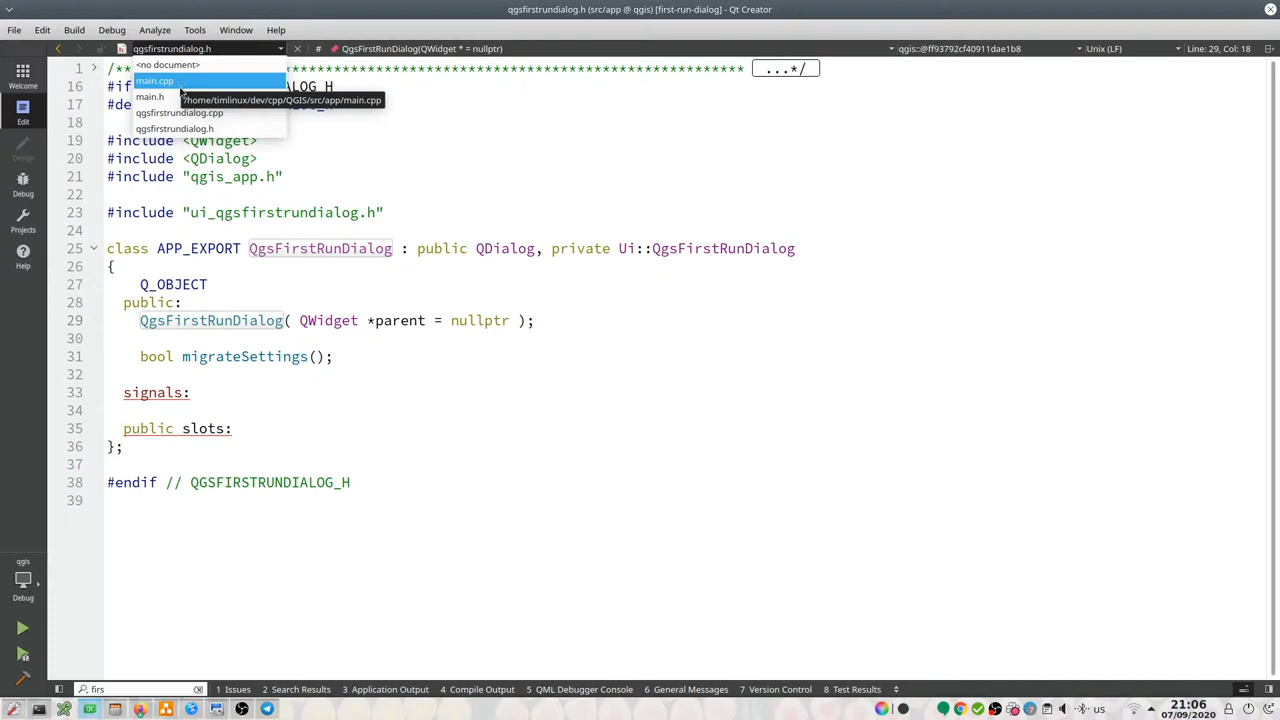 qgsfirstrundialog.h (src/app @ qgis) [first-run-dialog] - Qt Creator
File Edit Build Debug Analyze Tools Window Help
qgsfirstrundialog.h # QgsFirstRunDialog(QWidget * = nullptr) qgis::@ff93792cf40911dae1b8 Unix (LF) Line: 29, Col: 18
<no document>
main.cpp
main.h
/home/timlinux/dev/cpp/QGIS/src/app/main.cpp
qgsfirstrundialog.cpp
qgsfirstrundialog.h
Welcome
Edit
Design
Debug
Projects
Help
qgis
Debug
1 /************************************************************************** ...*/
16 #if ALOG_H
17 #de
18
19 #include <QWidget>
20 #include <QDialog>
21 #include "qgis_app.h"
22
23 #include "ui_qgsfirstrundialog.h"
24
25 class APP_EXPORT QgsFirstRunDialog : public QDialog, private Ui::QgsFirstRunDialog
26 {
27 Q_OBJECT
28 public:
29 QgsFirstRunDialog( QWidget *parent = nullptr );
30
31 bool migrateSettings();
32
33 signals:
34
35 public slots:
36 };
37
38 #endif // QGSFIRSTRUNDIALOG_H
39
firs 1 Issues 2 Search Results 3 Application Output 4 Compile Output 5 QML Debugger Console 6 General Messages 7 Version Control 8 Test Results
us
21:06
07/09/2020